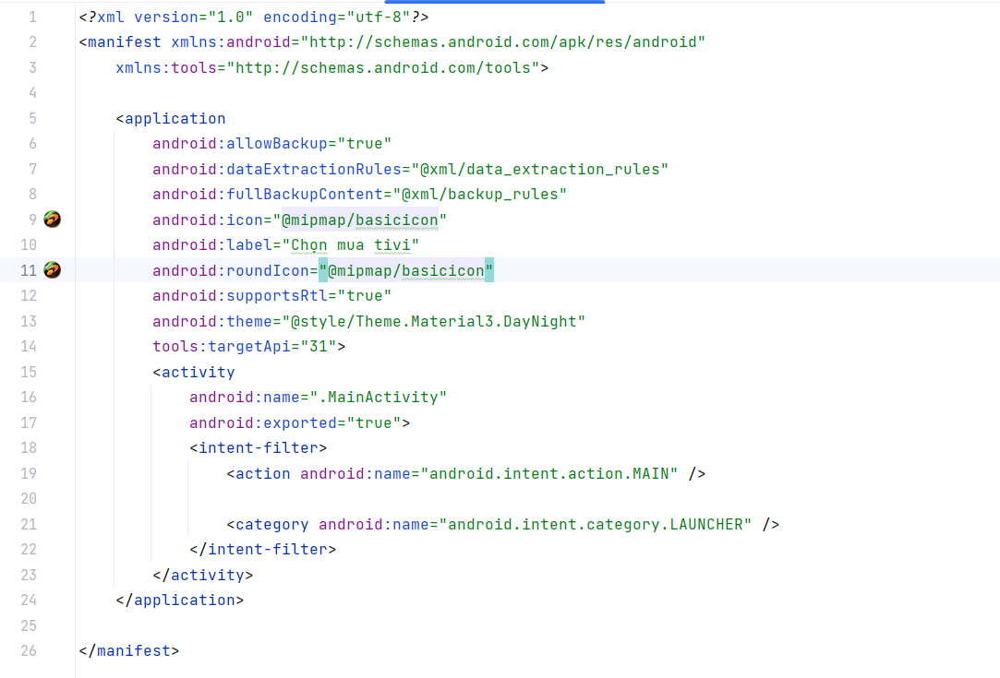 1 <?xml version="1.0" encoding="utf-8"?>
2 <manifest xmlns:android="http://schemas.android.com/apk/res/android"
3     xmlns:tools="http://schemas.android.com/tools">
4
5     <application
6         android:allowBackup="true"
7         android:dataExtractionRules="@xml/data_extraction_rules"
8         android:fullBackupContent="@xml/backup_rules"
9         android:icon="@mipmap/basicicon"
10         android:label="Chọn mua tivi"
11         android:roundIcon="@mipmap/basicicon"
12         android:supportsRtl="true"
13         android:theme="@style/Theme.Material3.DayNight"
14         tools:targetApi="31">
15         <activity
16             android:name=".MainActivity"
17             android:exported="true">
18             <intent-filter>
19                 <action android:name="android.intent.action.MAIN" />
20
21                 <category android:name="android.intent.category.LAUNCHER" />
22             </intent-filter>
23         </activity>
24     </application>
25
26 </manifest>